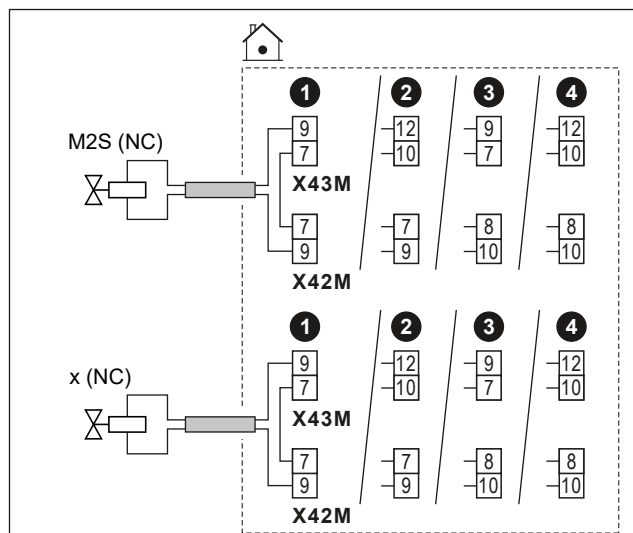 1 2 3 4
M2S (NC)
9 12 9 12
7 10 7 10
X43M
7 7 8 8
9 9 10 10
X42M
1 2 3 4
x (NC)
9 12 9 12
7 10 7 10
X43M
7 7 8 8
9 9 10 10
X42M